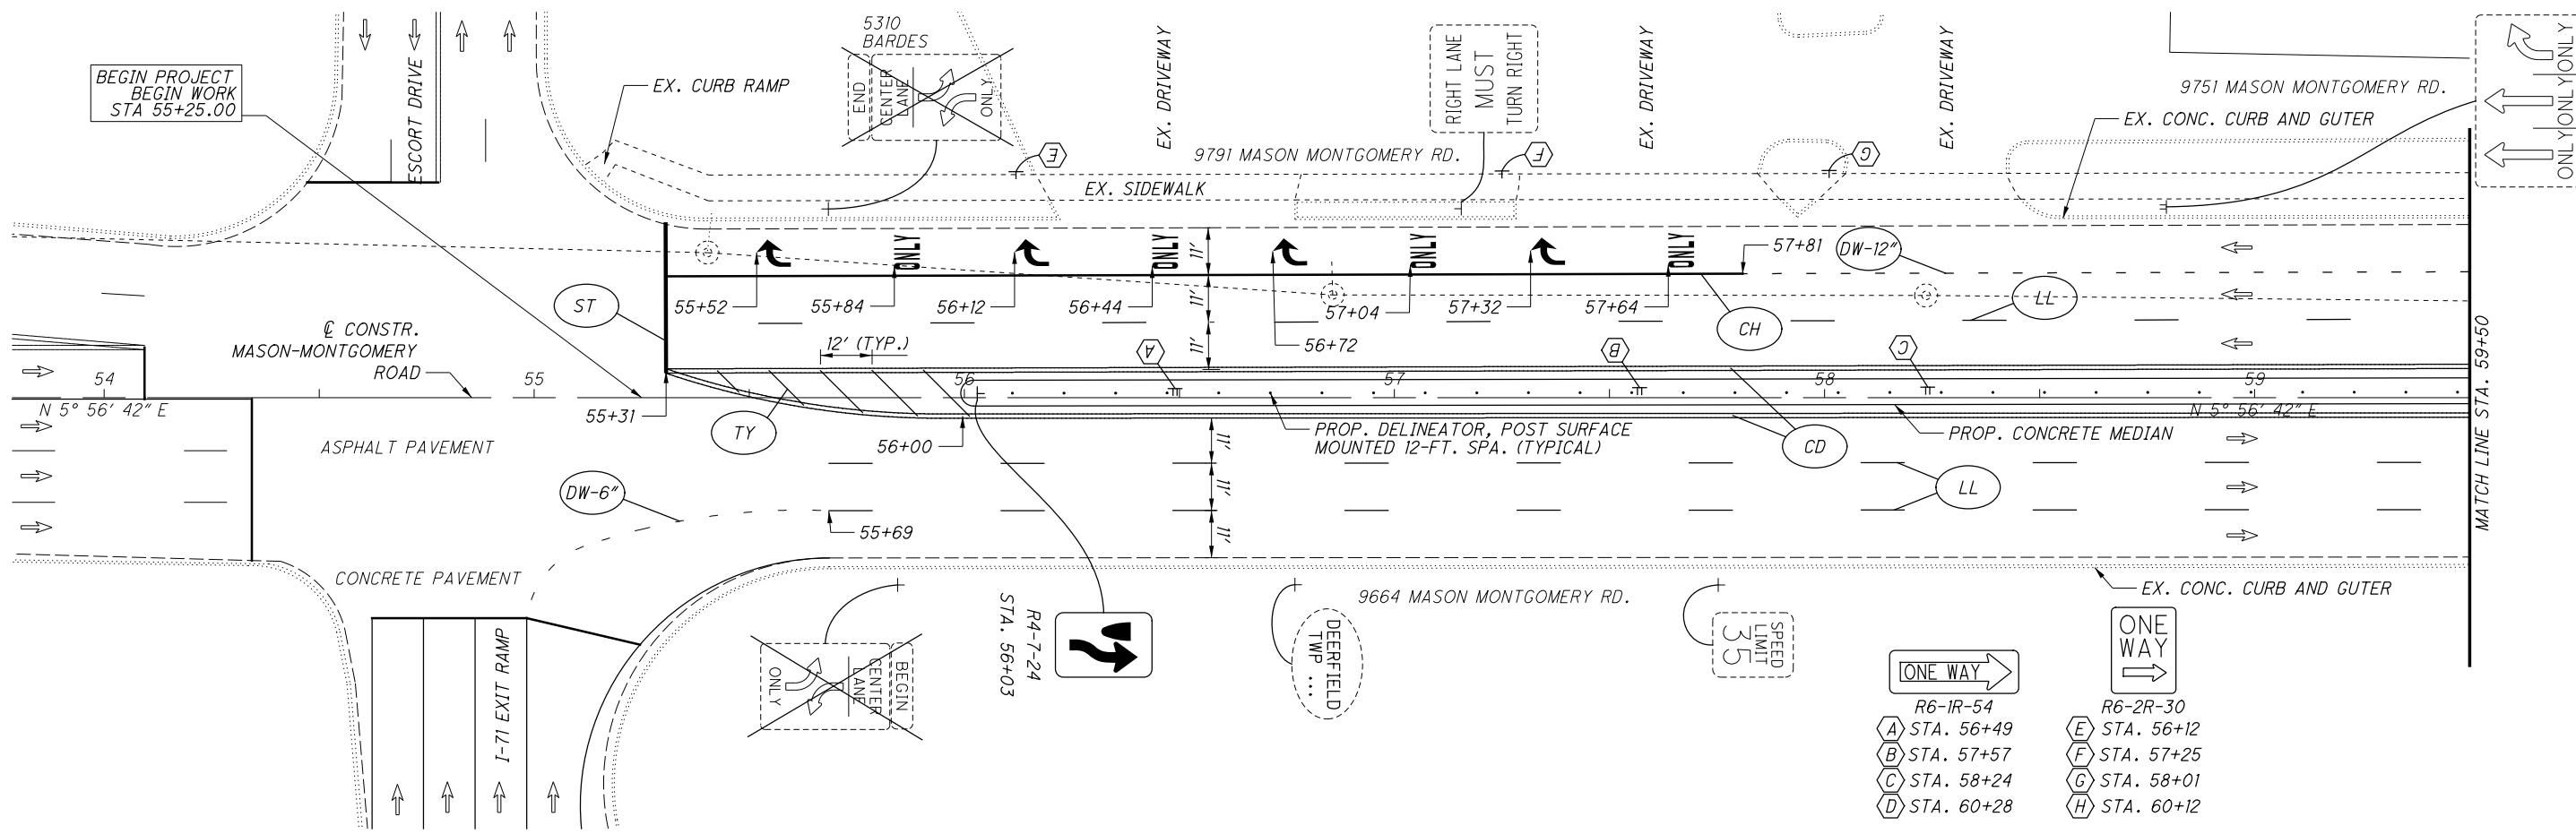 BEGIN PROJECT
BEGIN WORK
STA 55+25.00
ESCORT DRIVE
EX. CURB RAMP
5310
BARDES
END
CENTER
LANE
ONLY
EX. DRIVEWAY
RIGHT LANE
MUST
TURN RIGHT
EX. DRIVEWAY
EX. DRIVEWAY
9751 MASON MONTGOMERY RD.
EX. CONC. CURB AND GUTER
ONLY
ONLY
ONLY
E
9791 MASON MONTGOMERY RD.
F
G
EX. SIDEWALK
ONLY
ONLY
ONLY
ONLY
11'
57+81
DW-12"
ST
55+52
55+84
56+12
56+44
11'
57+04
57+32
57+64
CH
LL
56+72
11'
℄ CONSTR.
MASON-MONTGOMERY
ROAD
12' (TYP.)
A
B
C
54
55
56
57
58
59
N 5° 56' 42" E
N 5° 56' 42" E
MATCH LINE STA. 59+50
55+31
TY
56+00
PROP. DELINEATOR, POST SURFACE
MOUNTED 12-FT. SPA. (TYPICAL)
CD
PROP. CONCRETE MEDIAN
ASPHALT PAVEMENT
11'
11'
11'
DW-6"
55+69
LL
CONCRETE PAVEMENT
I-71 EXIT RAMP
BEGIN
CENTER
LANE
ONLY
R4-7-24
STA. 56+03
DEERFIELD
TWP ...
9664 MASON MONTGOMERY RD.
SPEED
LIMIT
35
EX. CONC. CURB AND GUTER
ONE WAY
R6-1R-54
A STA. 56+49
B STA. 57+57
C STA. 58+24
D STA. 60+28
ONE
WAY
R6-2R-30
E STA. 56+12
F STA. 57+25
G STA. 58+01
H STA. 60+12